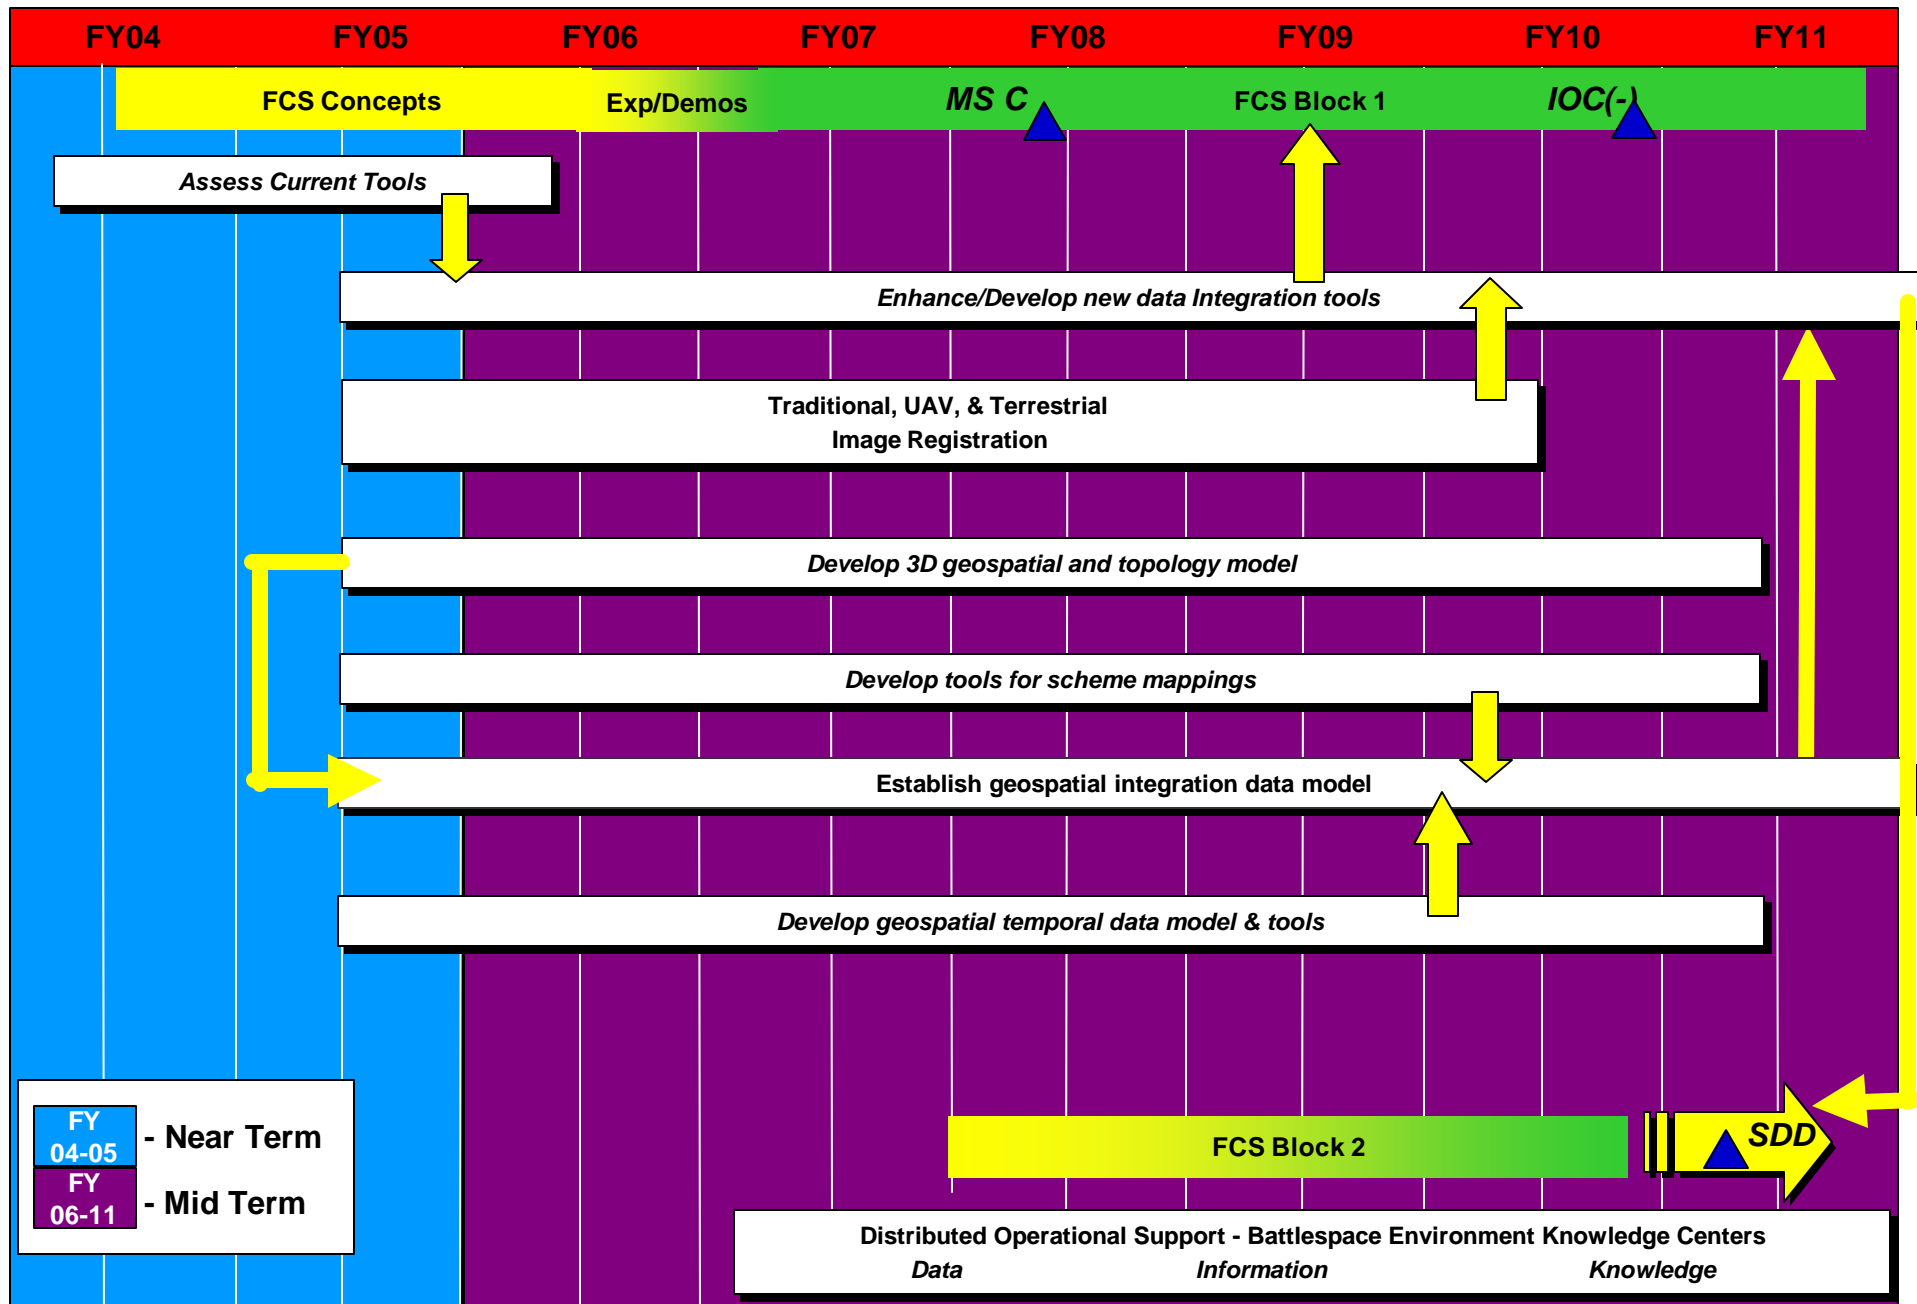 FY04 FY05 FY06 FY07 FY08 FY09 FY10 FY11
FCS Concepts Exp/Demos MS C FCS Block 1 IOC(-)
Assess Current Tools
Enhance/Develop new data Integration tools
Traditional, UAV, & Terrestrial
Image Registration
Develop 3D geospatial and topology model
Develop tools for scheme mappings
Establish geospatial integration data model
Develop geospatial temporal data model & tools
FY
04-05
- Near Term
FY
06-11
- Mid Term
FCS Block 2
SDD
Distributed Operational Support - Battlespace Environment Knowledge Centers
Data Information Knowledge